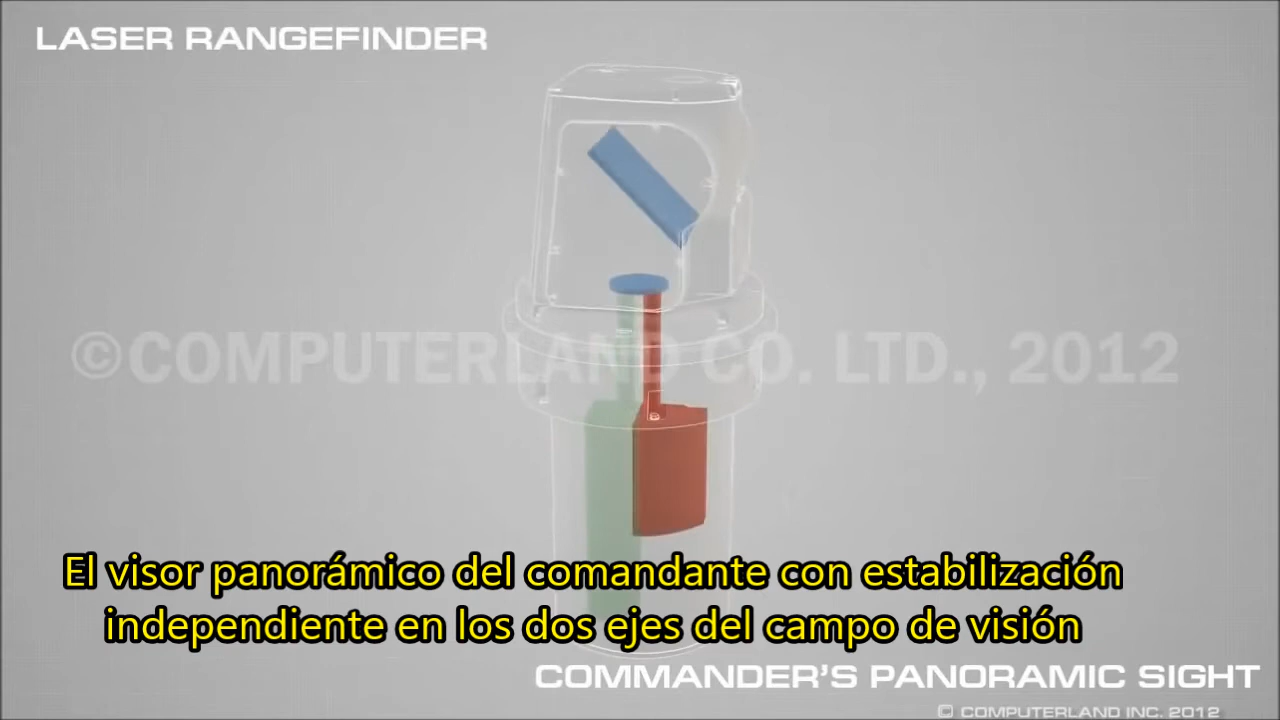 LASER RANGEFINDER
©COMPUTERLAND CO. LTD., 2012
El visor panorámico del comandante con estabilización
independiente en los dos ejes del campo de visión
COMMANDER'S PANORAMIC SIGHT
© COMPUTERLAND INC. 2012